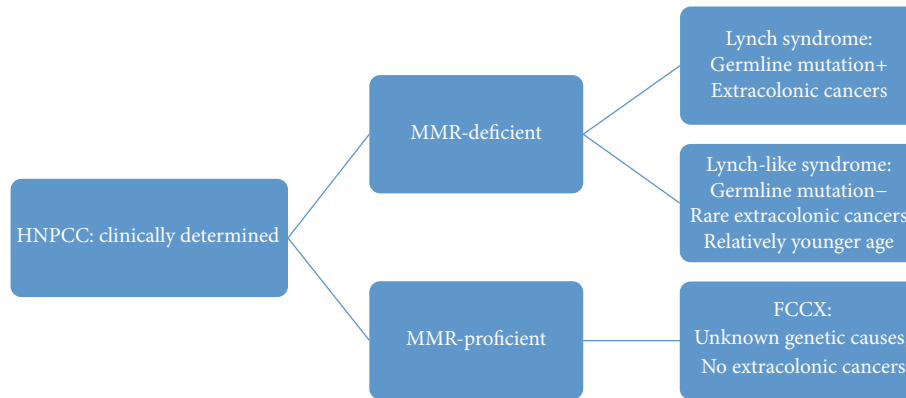 HNPCC: clinically determined
MMR-deficient
MMR-proficient
Lynch syndrome:
Germline mutation+
Extracolonic cancers
Lynch-like syndrome:
Germline mutation−
Rare extracolonic cancers
Relatively younger age
FCCX:
Unknown genetic causes
No extracolonic cancers